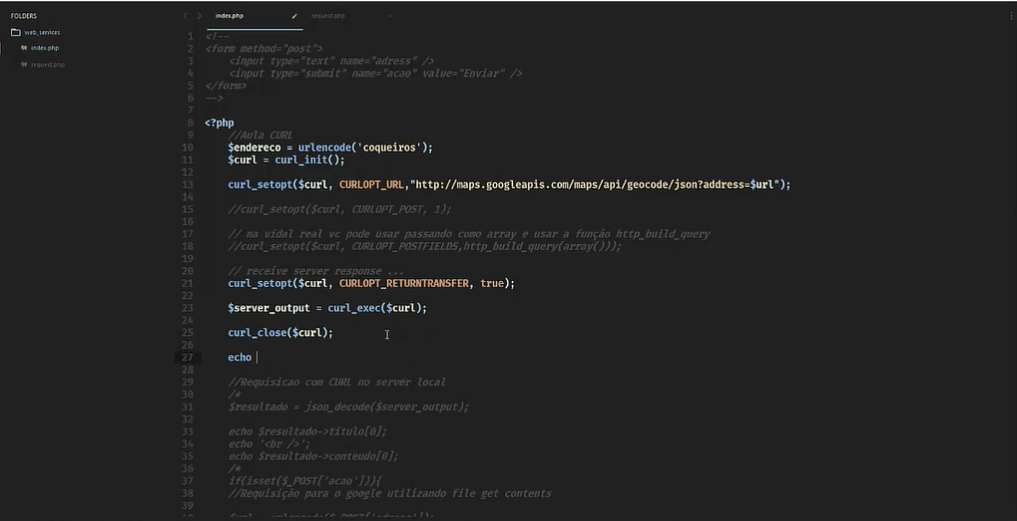 FOLDERS
web_services
index.php
request.php
index.php
request.php
1 <!--
2 <form method="post">
3 <input type="text" name="adress" />
4 <input type="submit" name="acao" value="Enviar" />
5 </form>
6 -->
7
8 <?php
9 //Aula CURL
10 $endereco = urlencode('coqueiros');
11 $curl = curl_init();
12
13 curl_setopt($curl, CURLOPT_URL,"http://maps.googleapis.com/maps/api/geocode/json?address=$url");
14
15 //curl_setopt($curl, CURLOPT_POST, 1);
16
17 // na vidal real vc pode usar passando como array e usar a função http_build_query
18 //curl_setopt($curl, CURLOPT_POSTFIELDS,http_build_query(array()));
19
20 // receive server response ...
21 curl_setopt($curl, CURLOPT_RETURNTRANSFER, true);
22
23 $server_output = curl_exec($curl);
24
25 curl_close($curl);
26
27 echo
28
29 //Requisicao com CURL no server local
30 /*
31 $resultado = json_decode($server_output);
32
33 echo $resultado->titulo[0];
34 echo '<br />';
35 echo $resultado->conteudo[0];
36 /*
37 if(isset($_POST['acao'])){
38 //Requisição para o google utilizando file get contents
39